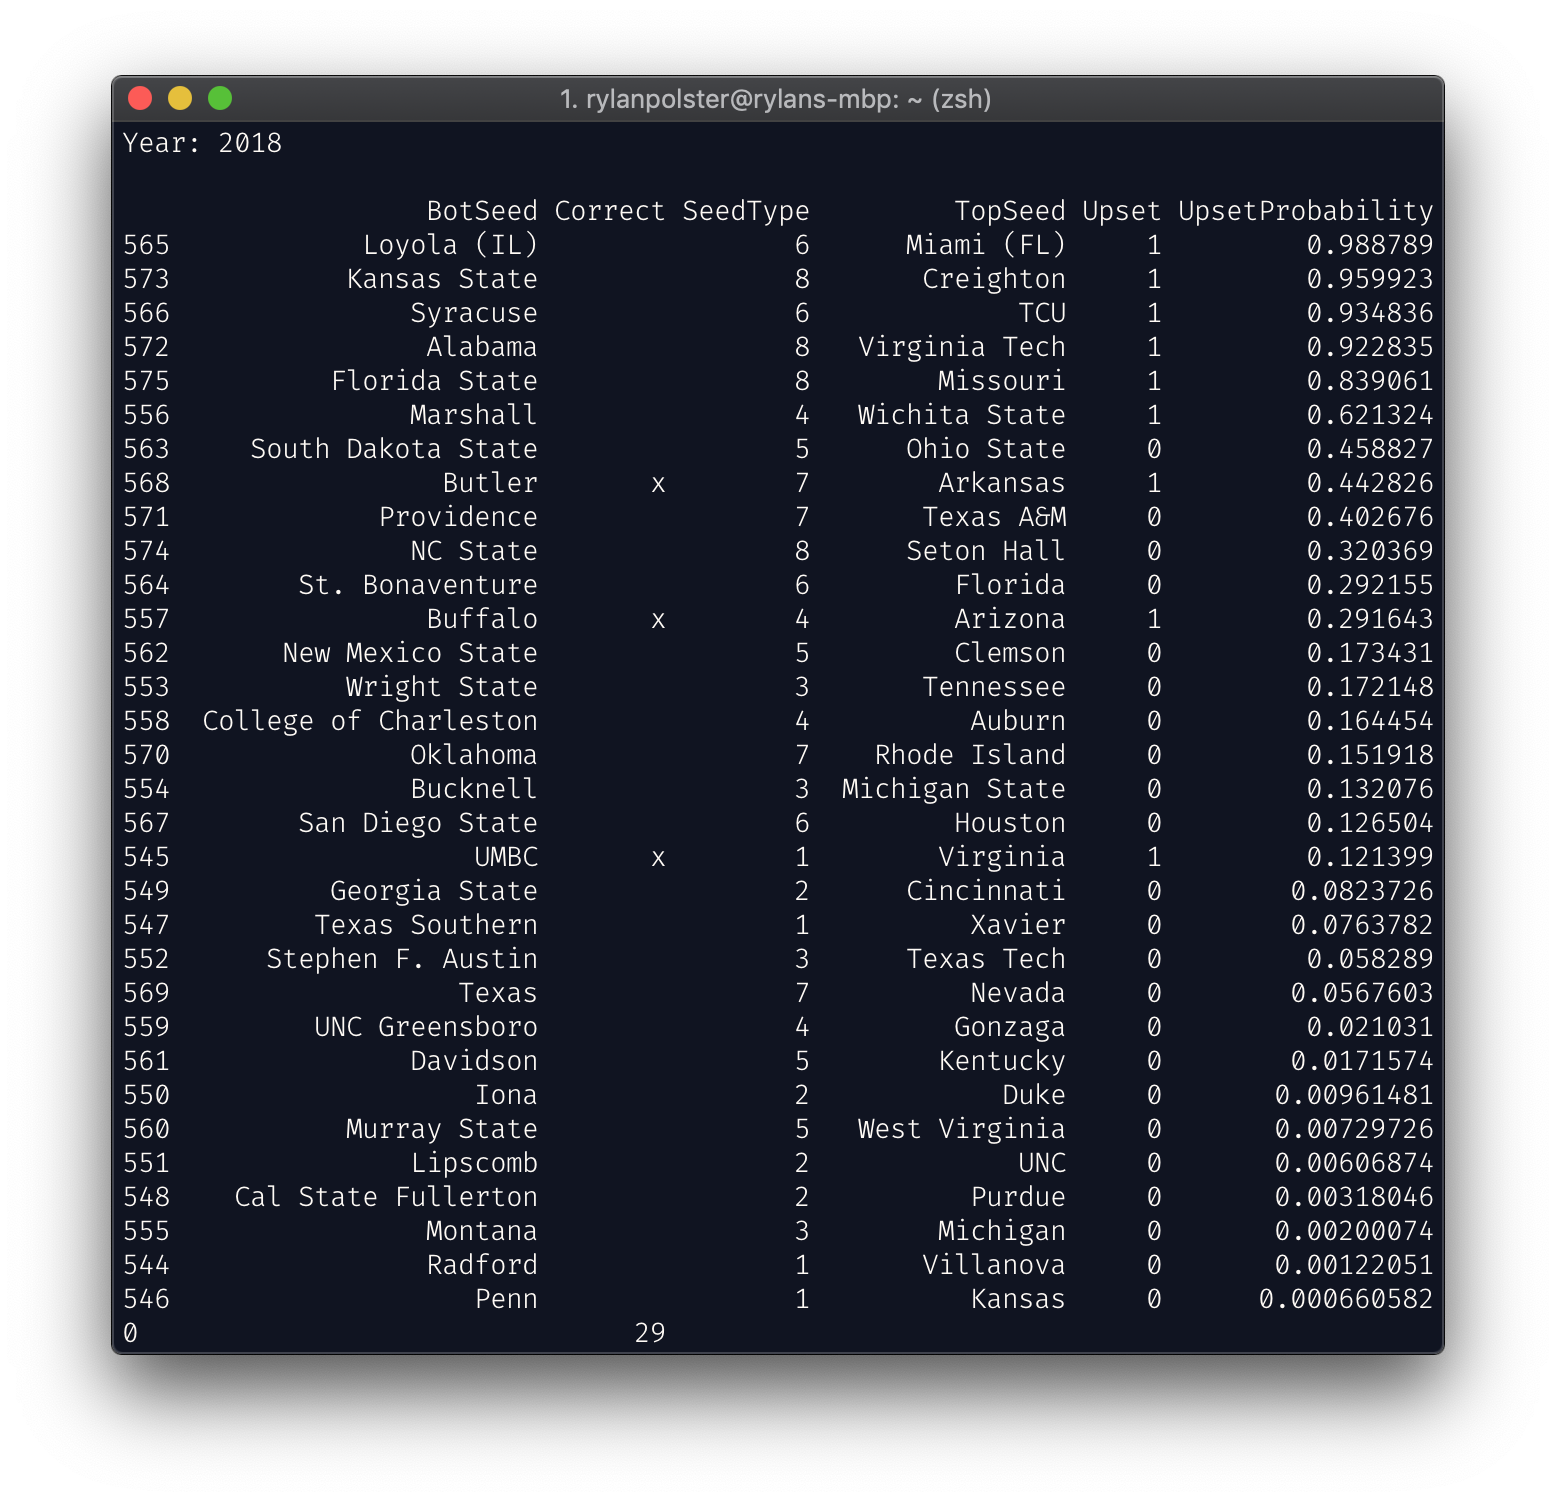 1. rylanpolster@rylans-mbp: ~ (zsh)
Year: 2018
BotSeed Correct SeedType TopSeed Upset UpsetProbability
565 Loyola (IL) 6 Miami (FL) 1 0.988789
573 Kansas State 8 Creighton 1 0.959923
566 Syracuse 6 TCU 1 0.934836
572 Alabama 8 Virginia Tech 1 0.922835
575 Florida State 8 Missouri 1 0.839061
556 Marshall 4 Wichita State 1 0.621324
563 South Dakota State 5 Ohio State 0 0.458827
568 Butler x 7 Arkansas 1 0.442826
571 Providence 7 Texas A&M 0 0.402676
574 NC State 8 Seton Hall 0 0.320369
564 St. Bonaventure 6 Florida 0 0.292155
557 Buffalo x 4 Arizona 1 0.291643
562 New Mexico State 5 Clemson 0 0.173431
553 Wright State 3 Tennessee 0 0.172148
558 College of Charleston 4 Auburn 0 0.164454
570 Oklahoma 7 Rhode Island 0 0.151918
554 Bucknell 3 Michigan State 0 0.132076
567 San Diego State 6 Houston 0 0.126504
545 UMBC x 1 Virginia 1 0.121399
549 Georgia State 2 Cincinnati 0 0.0823726
547 Texas Southern 1 Xavier 0 0.0763782
552 Stephen F. Austin 3 Texas Tech 0 0.058289
569 Texas 7 Nevada 0 0.0567603
559 UNC Greensboro 4 Gonzaga 0 0.021031
561 Davidson 5 Kentucky 0 0.0171574
550 Iona 2 Duke 0 0.00961481
560 Murray State 5 West Virginia 0 0.00729726
551 Lipscomb 2 UNC 0 0.00606874
548 Cal State Fullerton 2 Purdue 0 0.00318046
555 Montana 3 Michigan 0 0.00200074
544 Radford 1 Villanova 0 0.00122051
546 Penn 1 Kansas 0 0.000660582
0 29